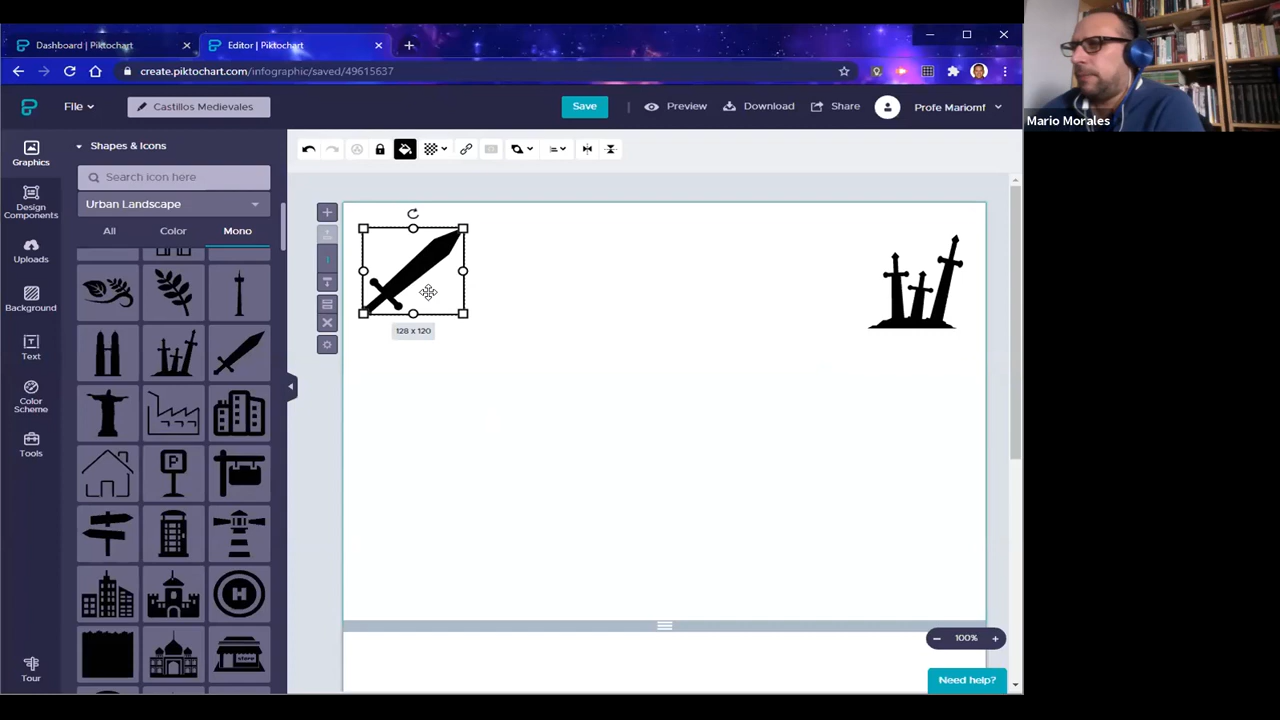 Dashboard | Piktochart
Editor | Piktochart
create.piktochart.com/infographic/saved/49615637
File
Castillos Medievales
Save
Preview
Download
Share
Profe Mariomf
Mario Morales
Graphics
Design
Components
Uploads
Background
Text
Color
Scheme
Tools
Tour
Shapes & Icons
Search icon here
Urban Landscape
All
Color
Mono
P
H
store
128 x 120
100%
Need help?